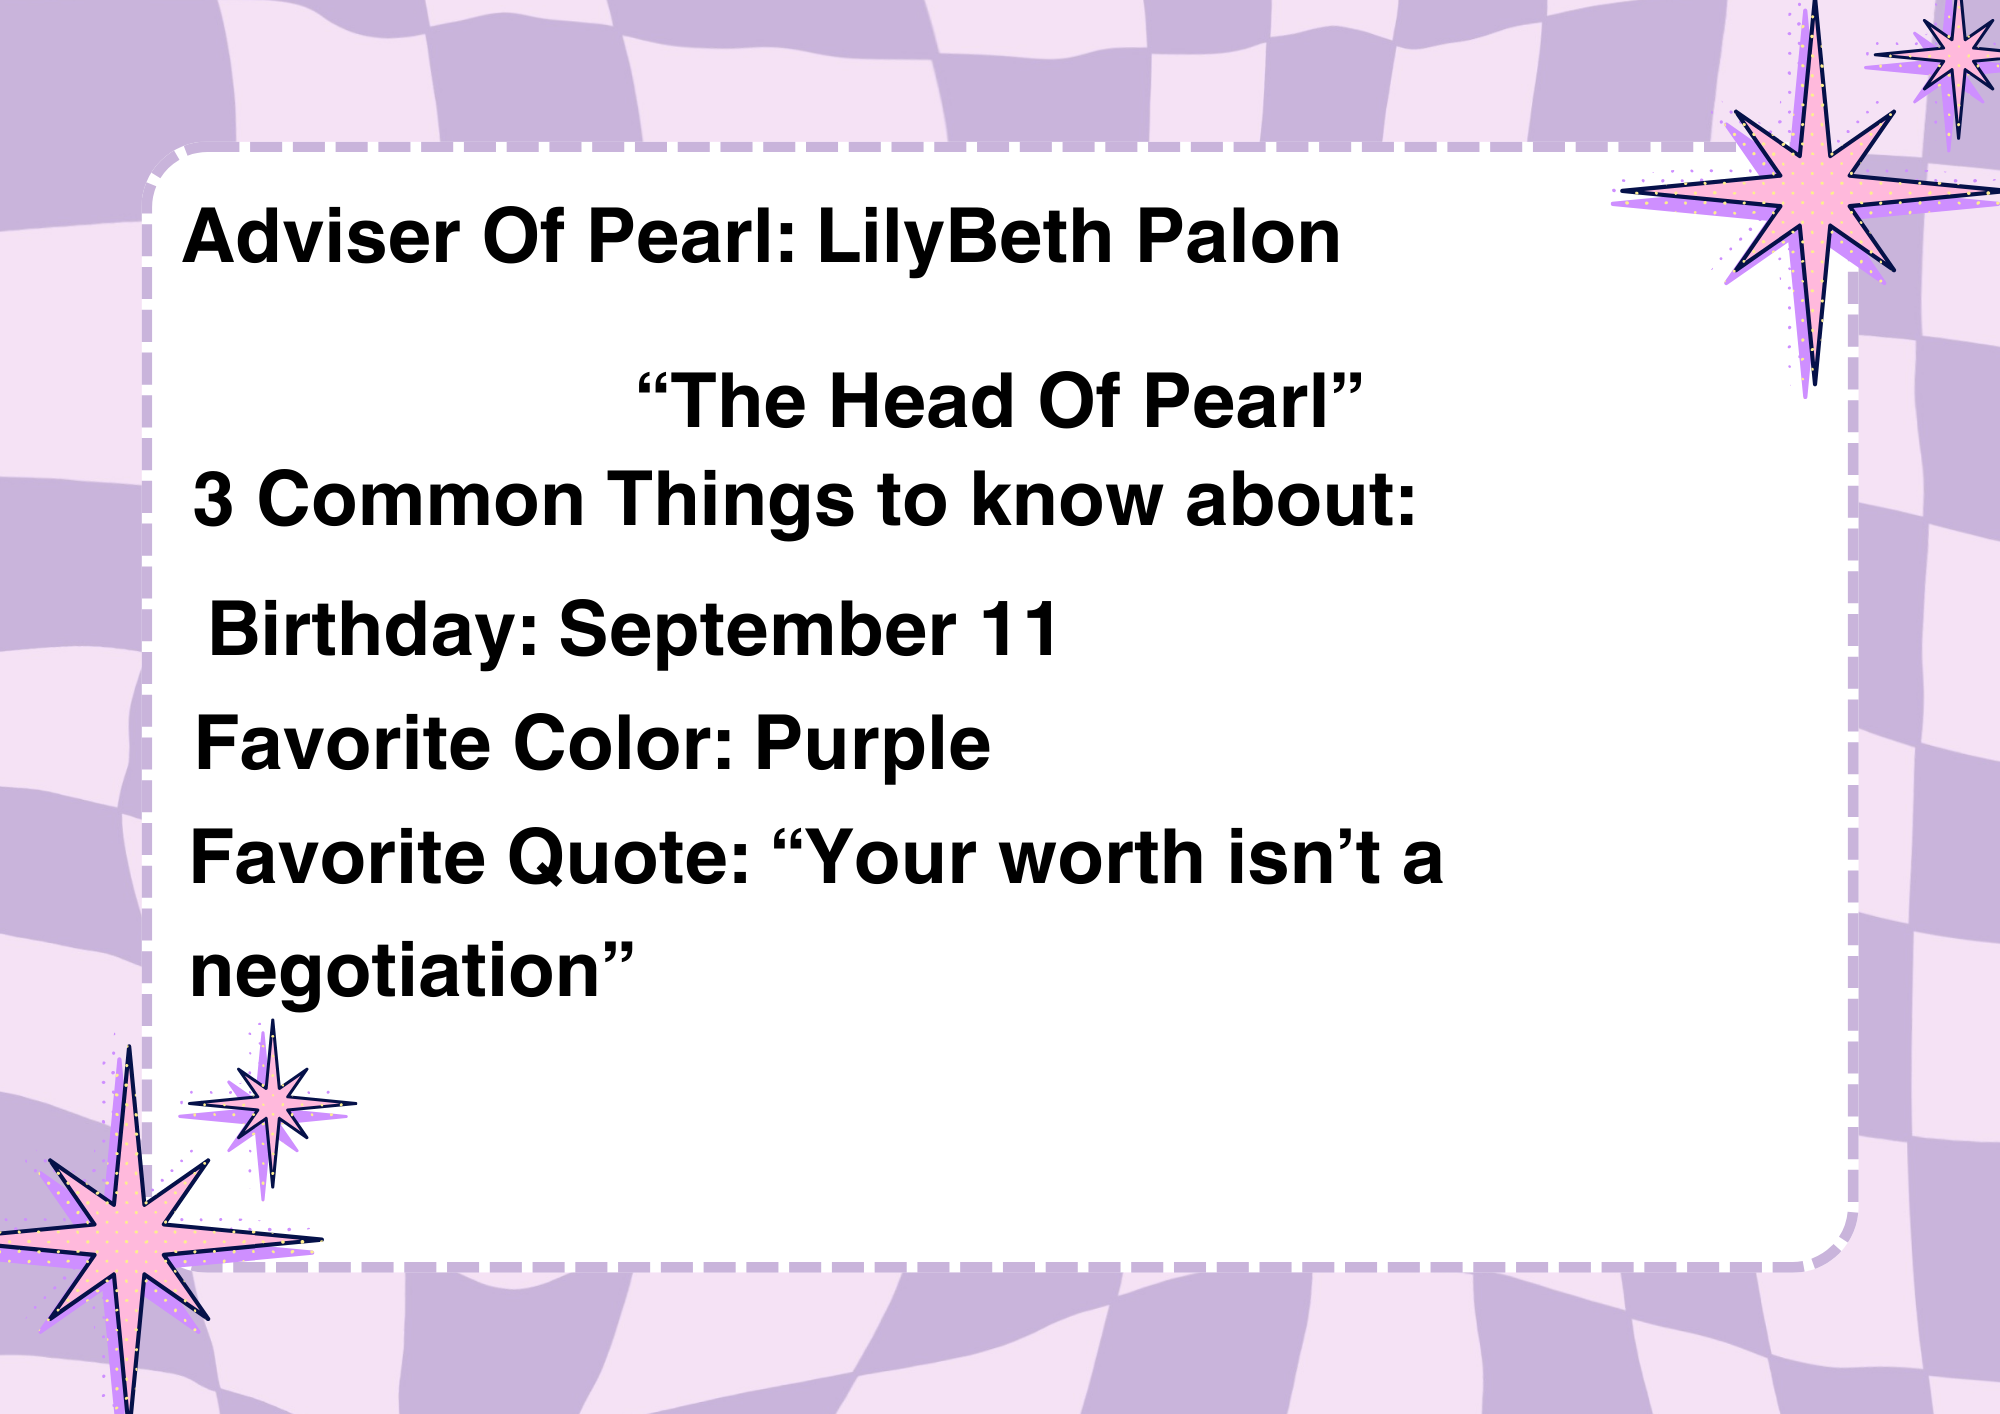 Adviser Of Pearl: LilyBeth Palon
“The Head Of Pearl”
3 Common Things to know about:
Birthday: September 11
Favorite Color: Purple
Favorite Quote: “Your worth isn’t a
negotiation”